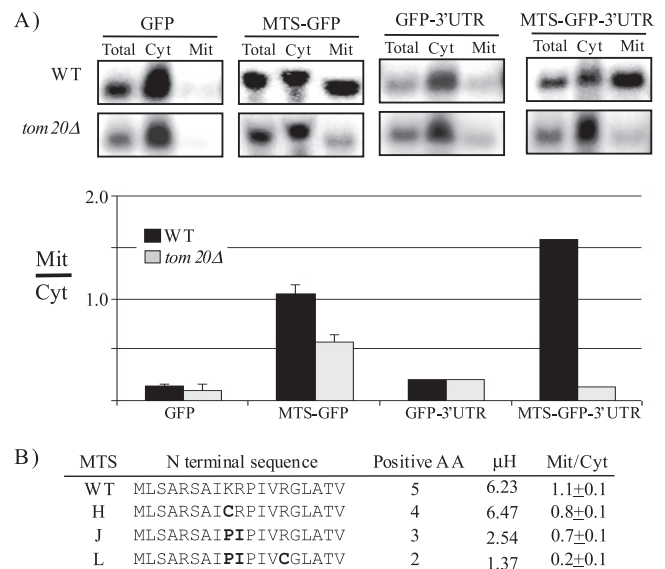 A)
GFP MTS-GFP GFP-3'UTR MTS-GFP-3'UTR
Total Cyt Mit Total Cyt Mit Total Cyt Mit Total Cyt Mit
WT
tom20Δ
2.0
WT
tom20Δ
Mit
Cyt
1.0
GFP MTS-GFP GFP-3'UTR MTS-GFP-3'UTR
B)
MTS N terminal sequence Positive AA μH Mit/Cyt
WT MLSARSAIKRPIVRGLATV 5 6.23 1.1±0.1
H MLSARSAICRPIVRGLATV 4 6.47 0.8±0.1
J MLSARSAIPIPIVRGLATV 3 2.54 0.7±0.1
L MLSARSAIPIPIVCGLATV 2 1.37 0.2±0.1